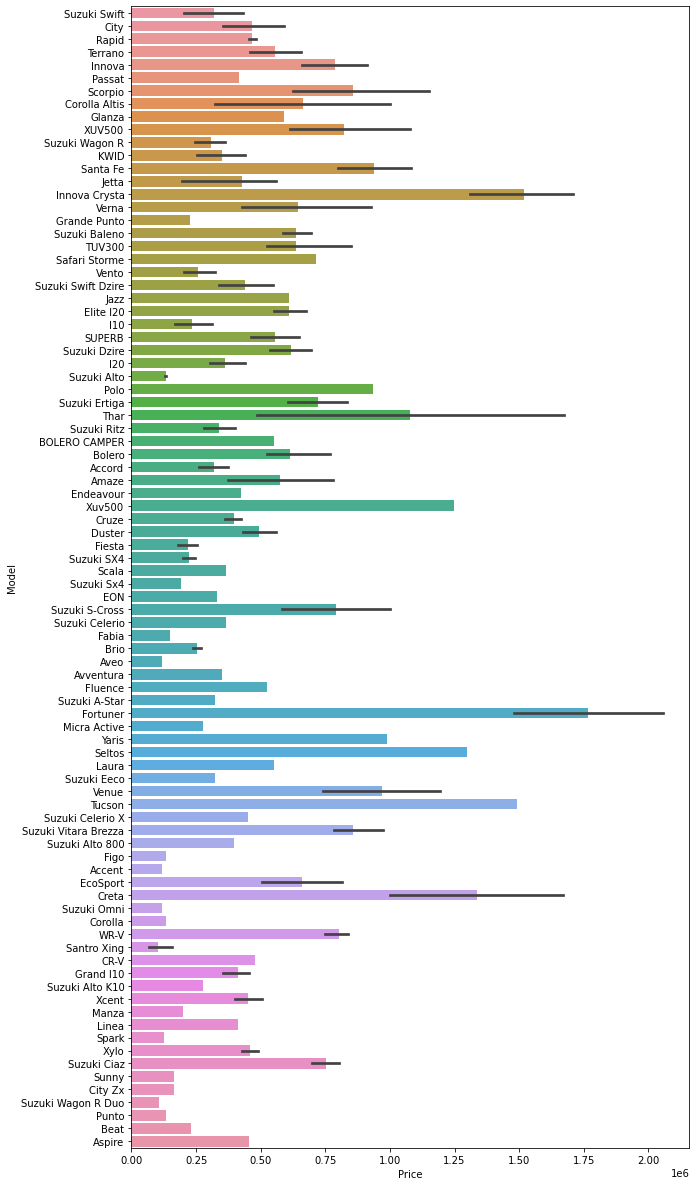 Suzuki Swift
City
Rapid
Terrano
Innova
Passat
Scorpio
Corolla Altis
Glanza
XUV500
Suzuki Wagon R
KWID
Santa Fe
Jetta
Innova Crysta
Verna
Grande Punto
Suzuki Baleno
TUV300
Safari Storme
Vento
Suzuki Swift Dzire
Jazz
Elite I20
I10
SUPERB
Suzuki Dzire
I20
Suzuki Alto
Polo
Suzuki Ertiga
Thar
Suzuki Ritz
BOLERO CAMPER
Bolero
Accord
Amaze
Endeavour
Xuv500
Cruze
Duster
Fiesta
Suzuki SX4
Scala
Suzuki Sx4
EON
Suzuki S-Cross
Suzuki Celerio
Fabia
Brio
Aveo
Avventura
Fluence
Suzuki A-Star
Fortuner
Micra Active
Yaris
Seltos
Laura
Suzuki Eeco
Venue
Tucson
Suzuki Celerio X
Suzuki Vitara Brezza
Suzuki Alto 800
Figo
Accent
EcoSport
Creta
Suzuki Omni
Corolla
WR-V
Santro Xing
CR-V
Grand I10
Suzuki Alto K10
Xcent
Manza
Linea
Spark
Xylo
Suzuki Ciaz
Sunny
City Zx
Suzuki Wagon R Duo
Punto
Beat
Aspire
Model
0.00 0.25 0.50 0.75 1.00 1.25 1.50 1.75 2.00
Price
1e6